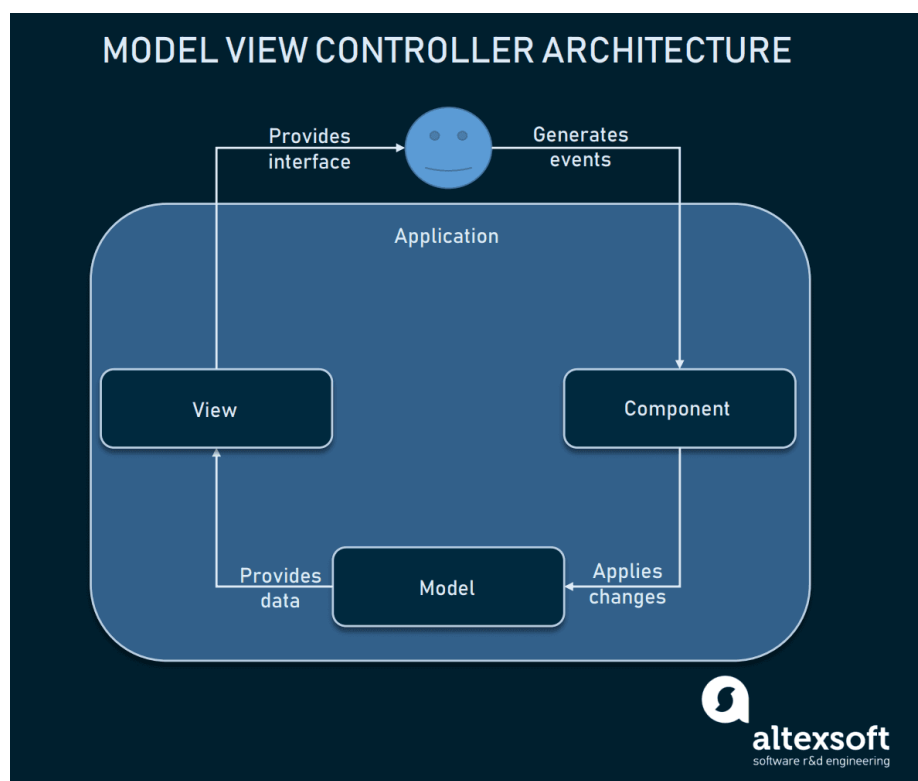 MODEL VIEW CONTROLLER ARCHITECTURE
Provides
interface
Generates
events
Application
View
Component
Provides
data
Model
Applies
changes
altexsoft
software r&d engineering